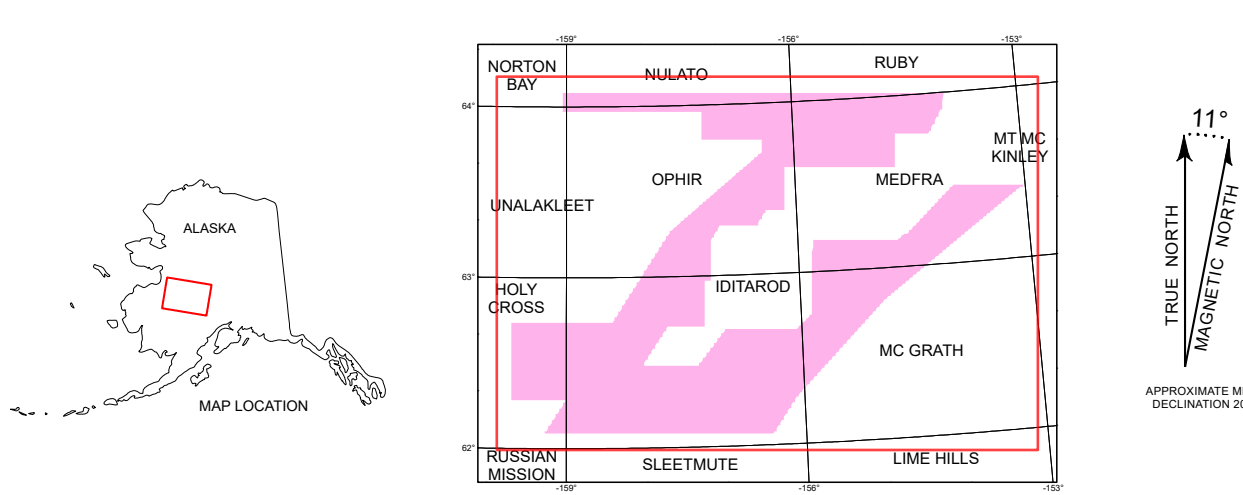 ALASKA
MAP LOCATION
-159°
-156°
-153°
NORTON
BAY
NULATO
RUBY
64°
MT MC
KINLEY
OPHIR
MEDFRA
UNALAKLEET
63°
HOLY
CROSS
IDITAROD
MC GRATH
62°
RUSSIAN
MISSION
SLEETMUTE
LIME HILLS
-159°
-156°
-153°
11°
TRUE NORTH
MAGNETIC NORTH
APPROXIMATE
DECLINATION